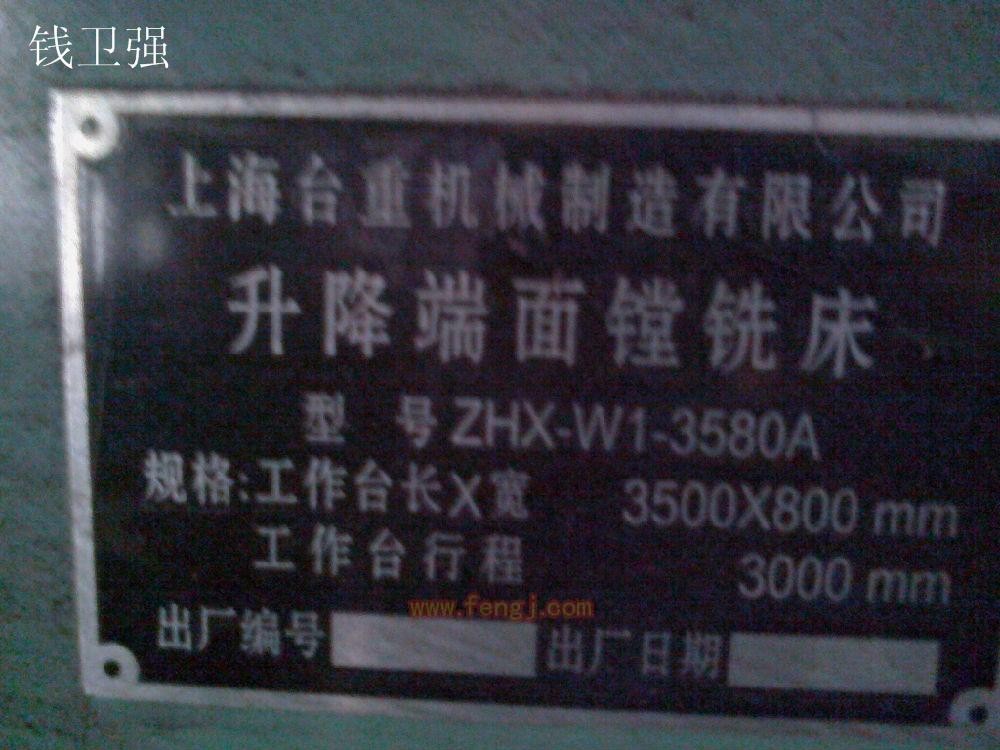 钱卫强
上海台重机械制造有限公司
升降端面镗铣床
型 号 ZHX-W1-3580A
规格:工作台长X宽 3500X800 mm
工作台行程 3000 mm
www.fengj.com
出厂编号 出厂日期